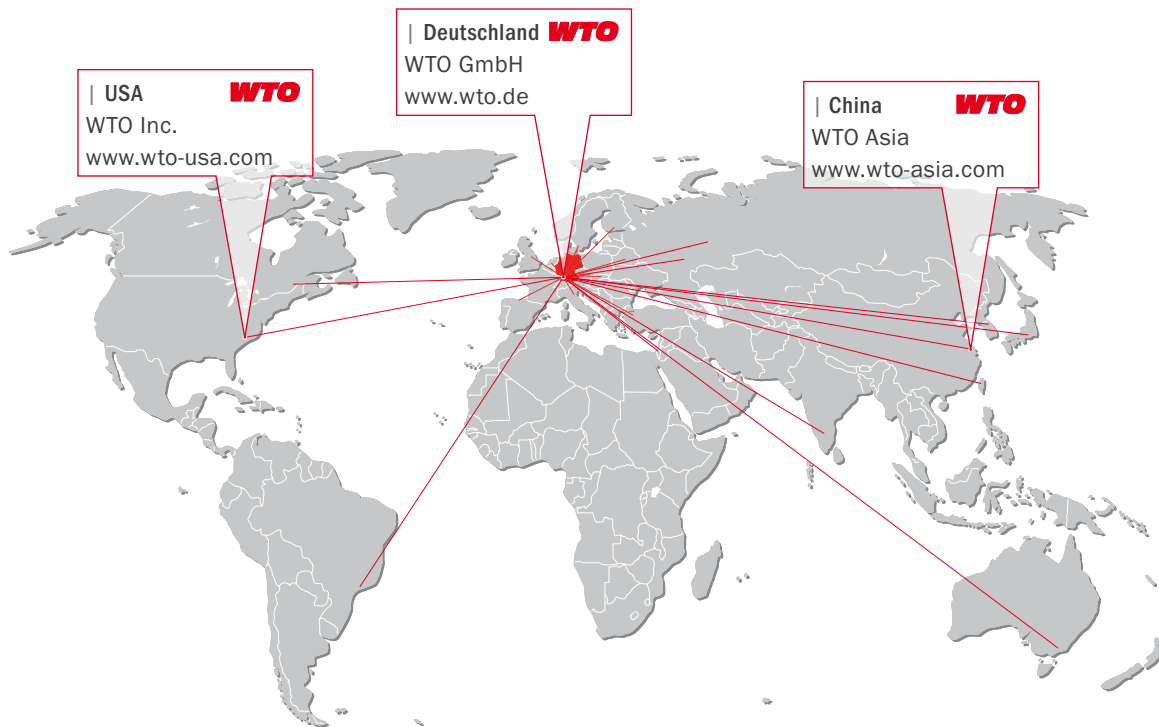 | USA WTO
WTO Inc.
www.wto-usa.com
| Deutschland WTO
WTO GmbH
www.wto.de
| China WTO
WTO Asia
www.wto-asia.com